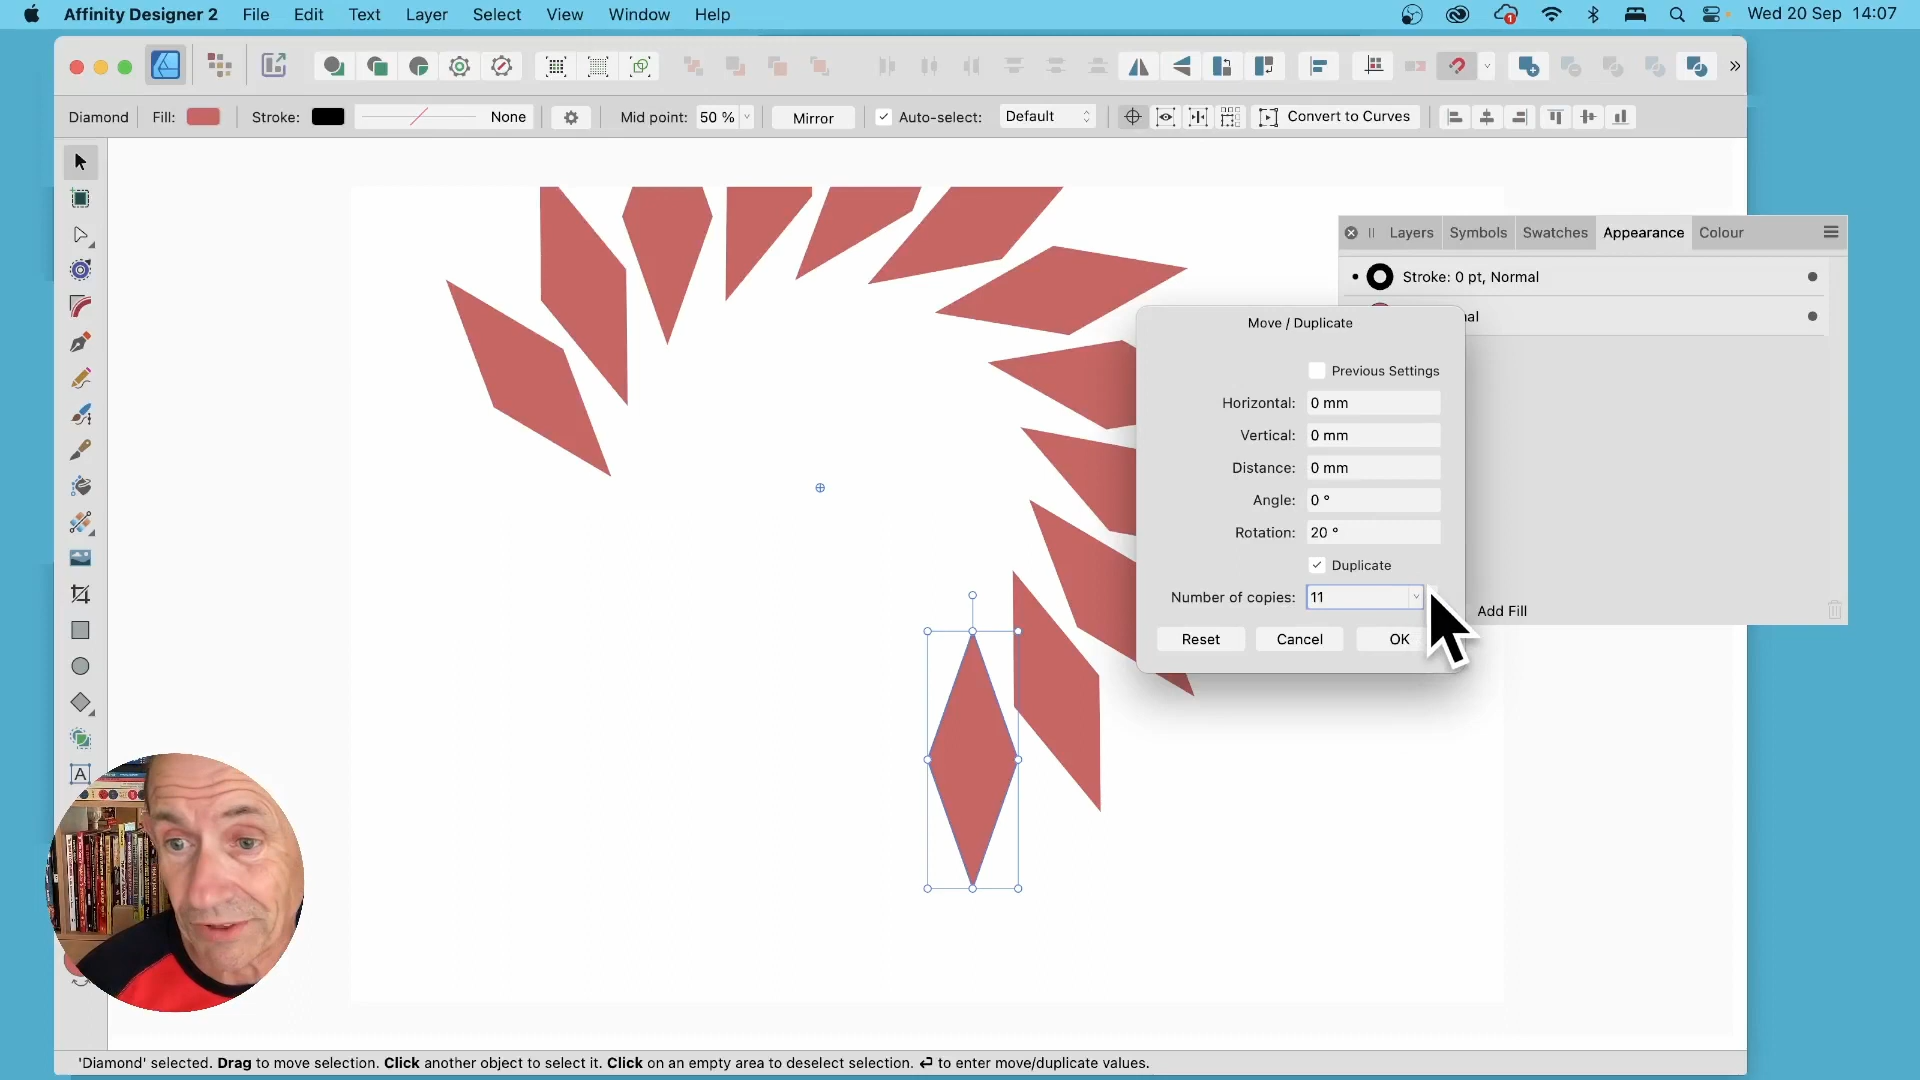 Affinity Designer 2 File Edit Text Layer Select View Window Help 1 Wed 20 Sep 14:07
Diamond Fill: Stroke: None Mid point: 50 % Mirror Auto-select: Default Convert to Curves
Layers Symbols Swatches Appearance Colour
Stroke: 0 pt, Normal
nal
Move / Duplicate
Previous Settings
Horizontal: 0 mm
Vertical: 0 mm
Distance: 0 mm
Angle: 0 °
Rotation: 20 °
Duplicate
Number of copies: 11
Add Fill
Reset Cancel OK
A
'Diamond' selected. Drag to move selection. Click another object to select it. Click on an empty area to deselect selection. ↵ to enter move/duplicate values.